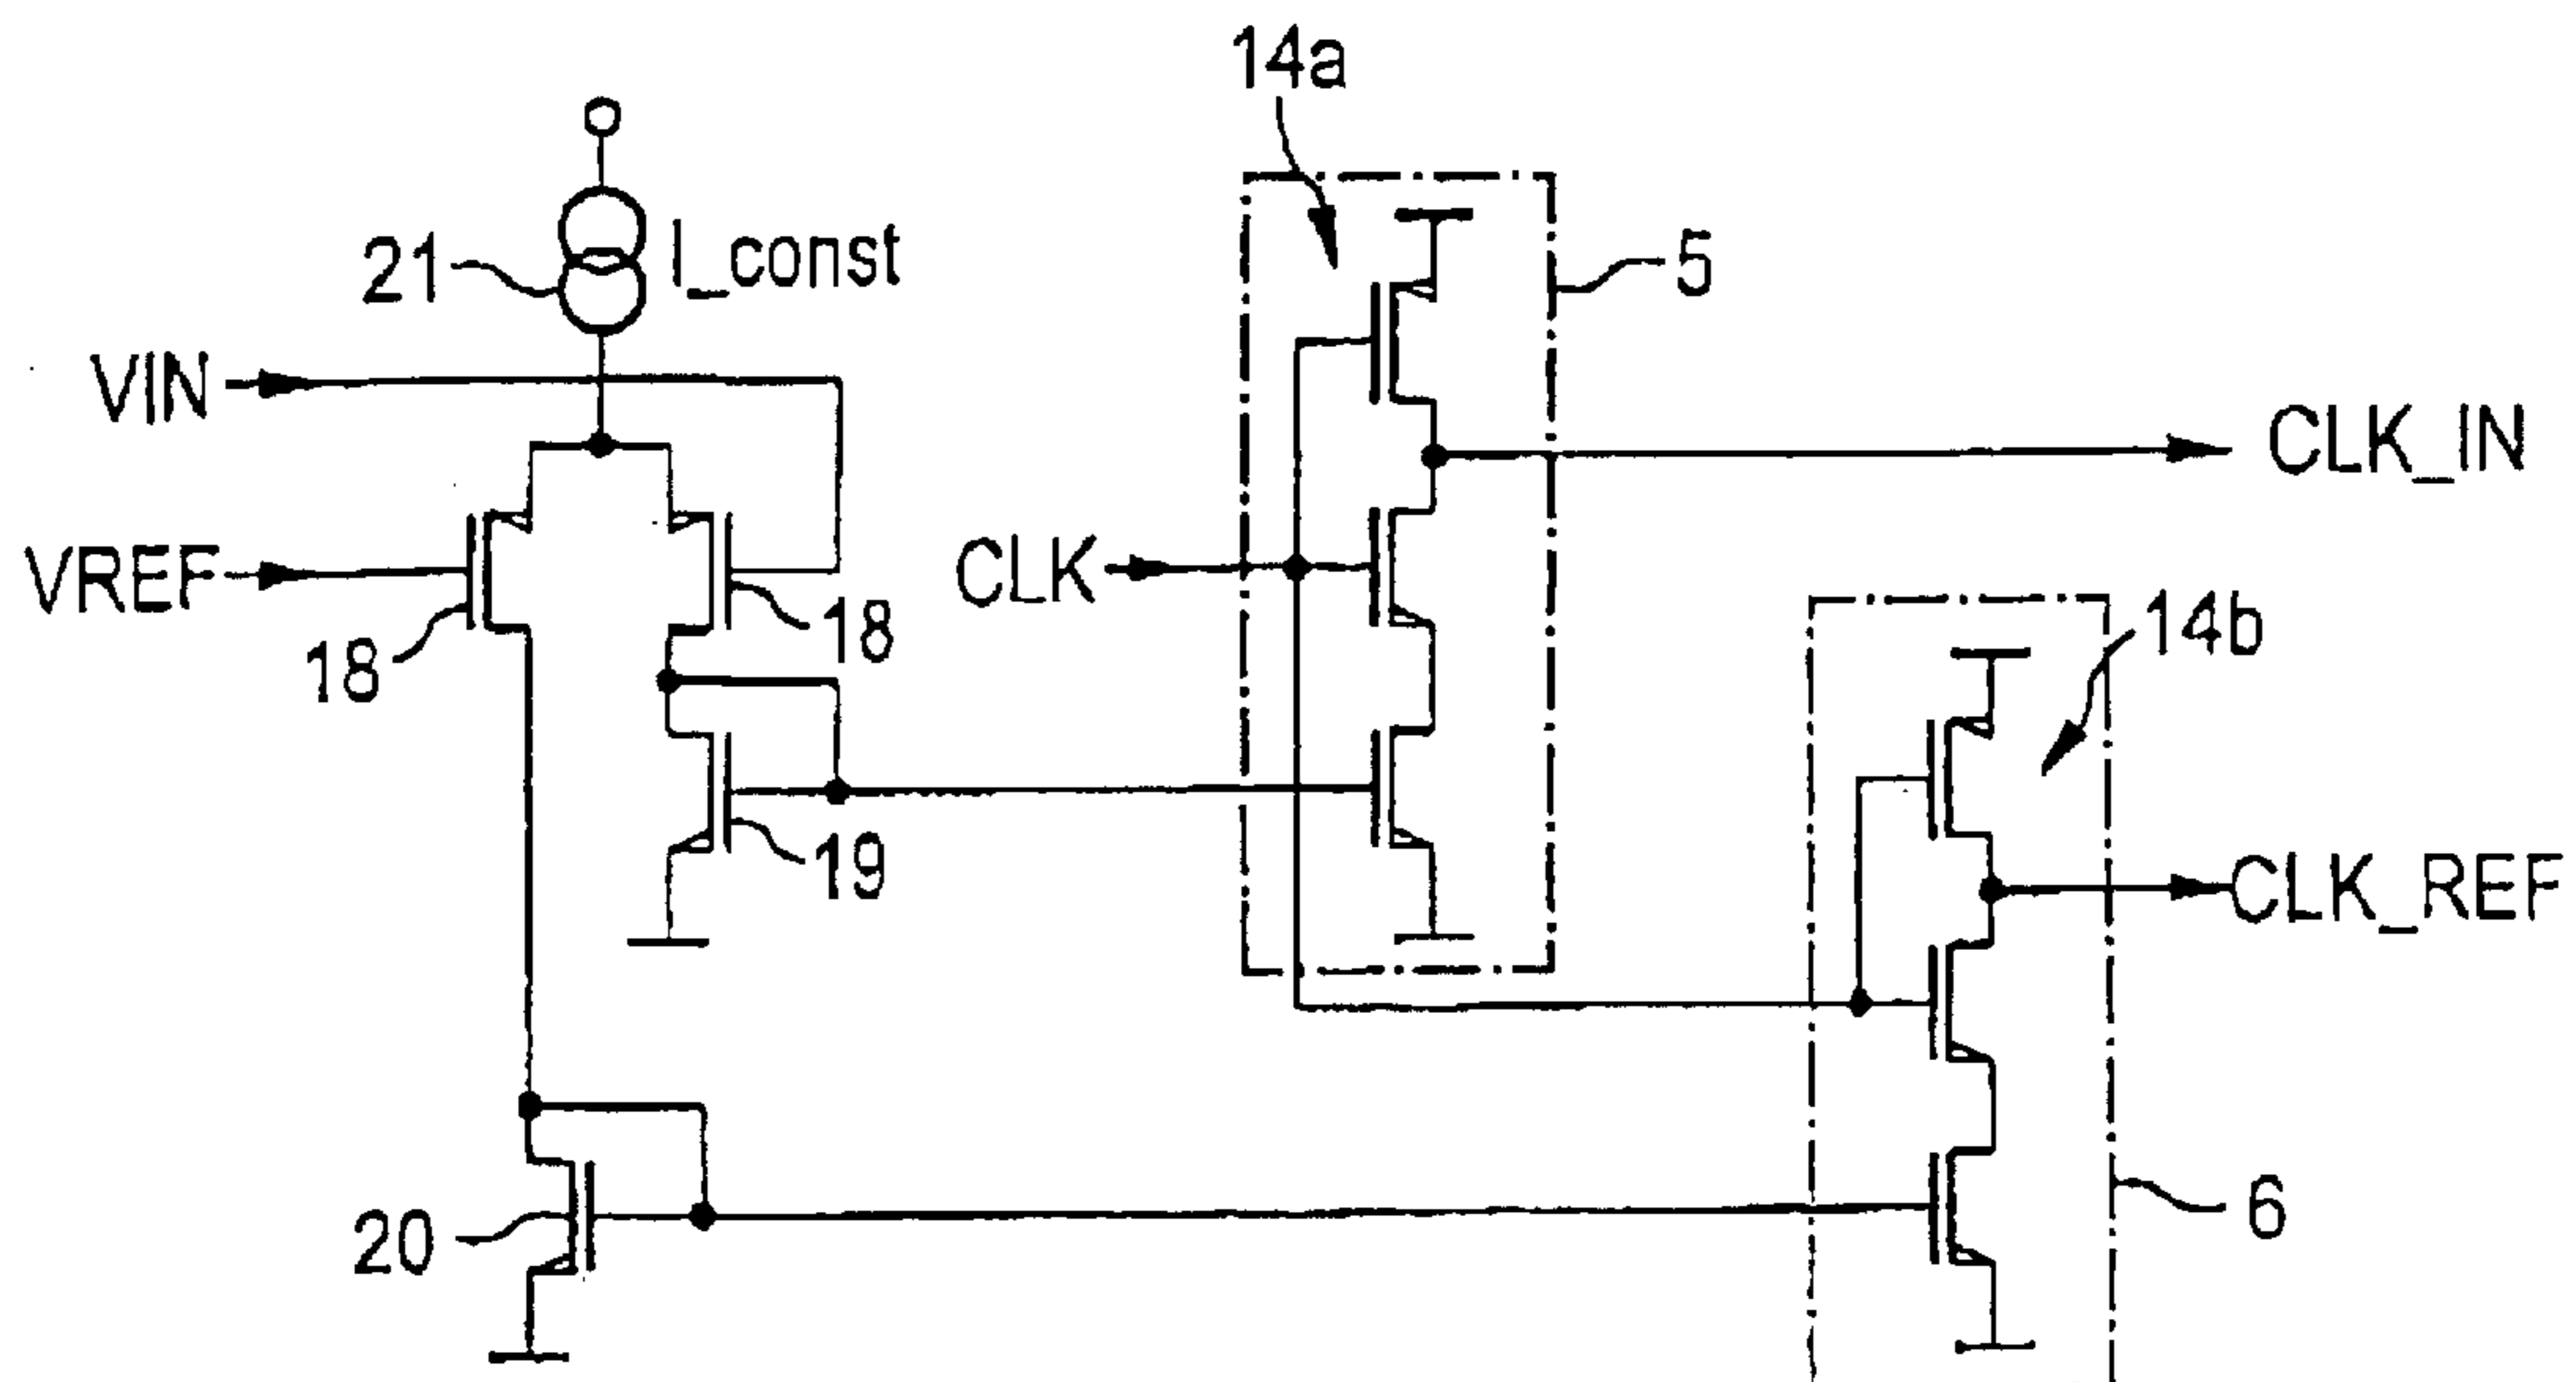 14a
21
I_const
5
VIN
CLK_IN
VREF
CLK
18
18
14b
19
CLK_REF
20
6